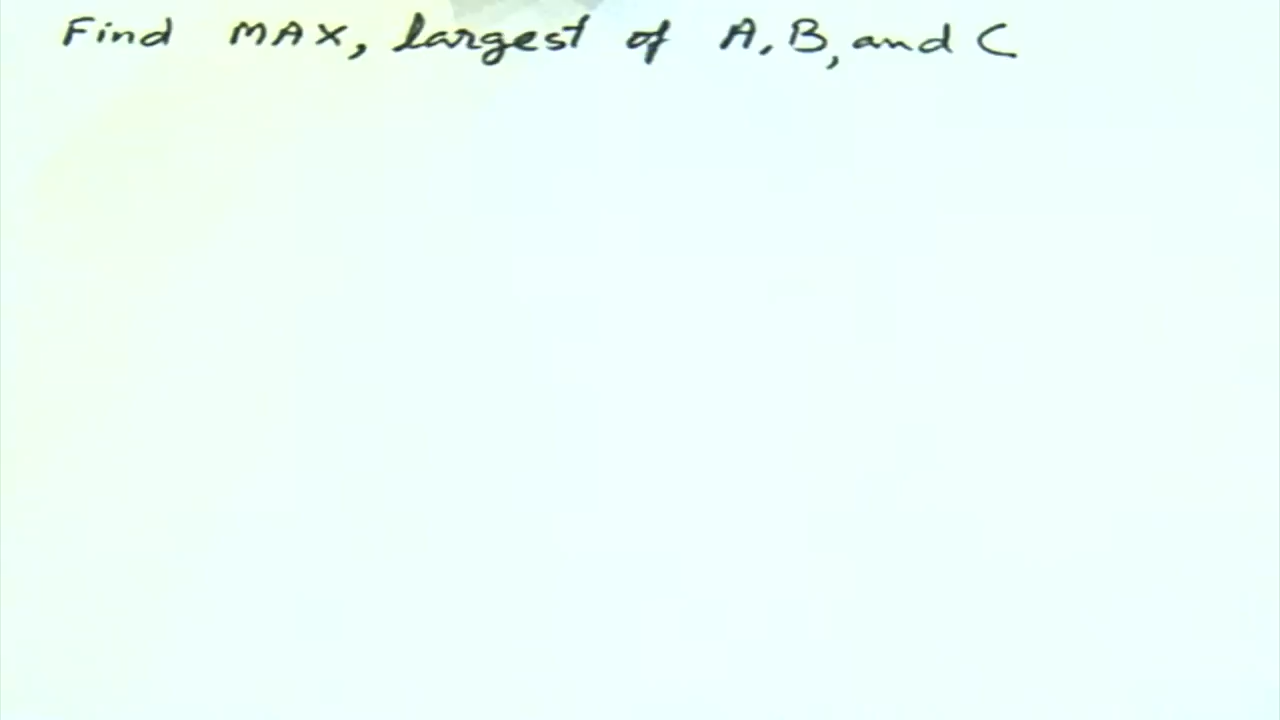 Find MAX, largest of A, B, and C